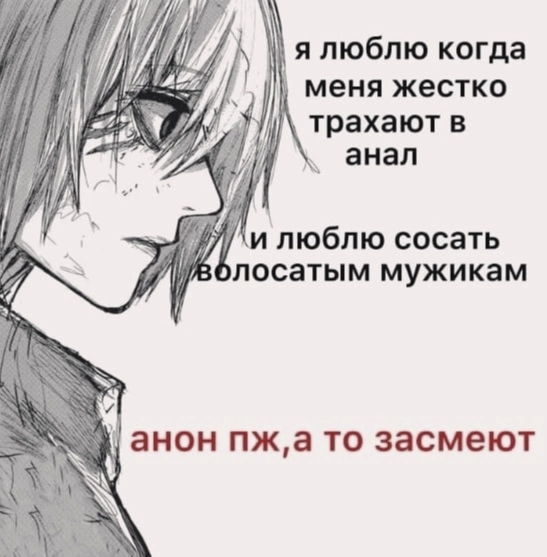 я люблю когда
меня жестко
трахают в
анал
и люблю сосать
волосатым мужикам
анон пж,а то засмеют